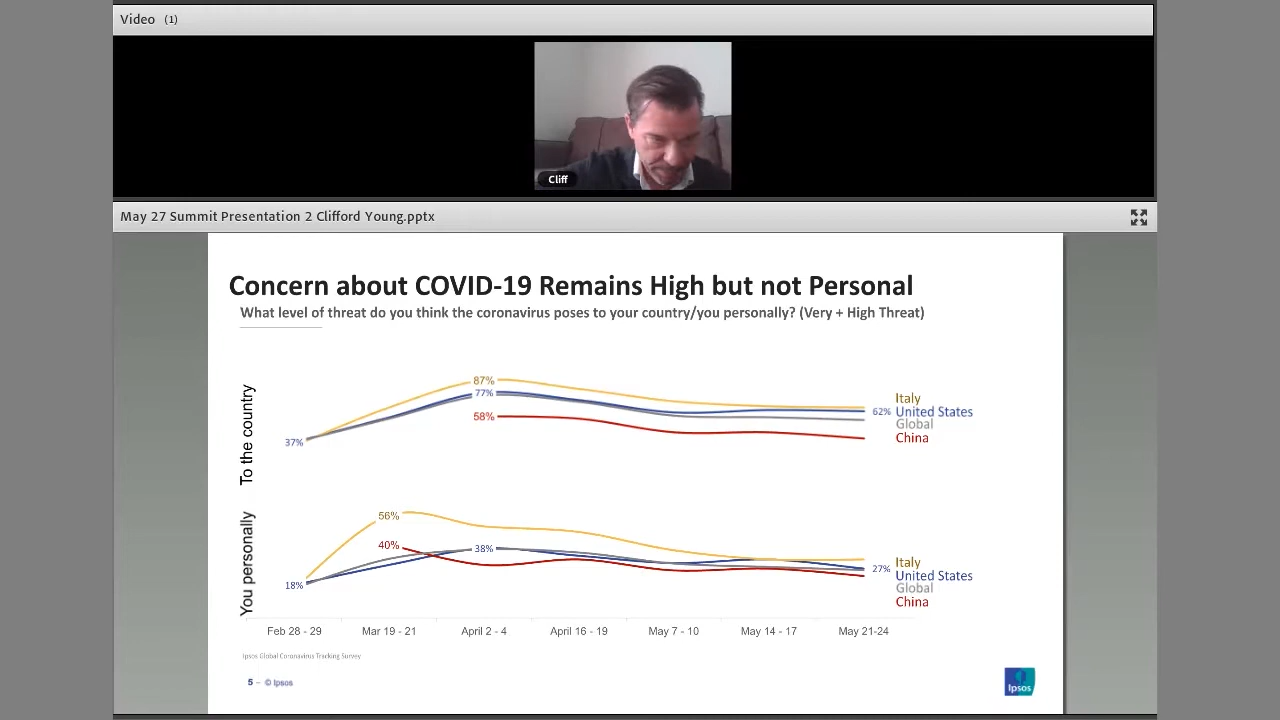 Video (1)
Cliff
May 27 Summit Presentation 2 Clifford Young.pptx
Concern about COVID-19 Remains High but not Personal
What level of threat do you think the coronavirus poses to your country/you personally? (Very + High Threat)
To the country
87%
77%
58%
37%
62%
Italy
United States
Global
China
You personally
56%
40%
38%
18%
27%
Italy
United States
Global
China
Feb 28 - 29
Mar 19 - 21
April 2 - 4
April 16 - 19
May 7 - 10
May 14 - 17
May 21-24
Ipsos Global Coronavirus Tracking Survey
5 – © Ipsos
Ipsos